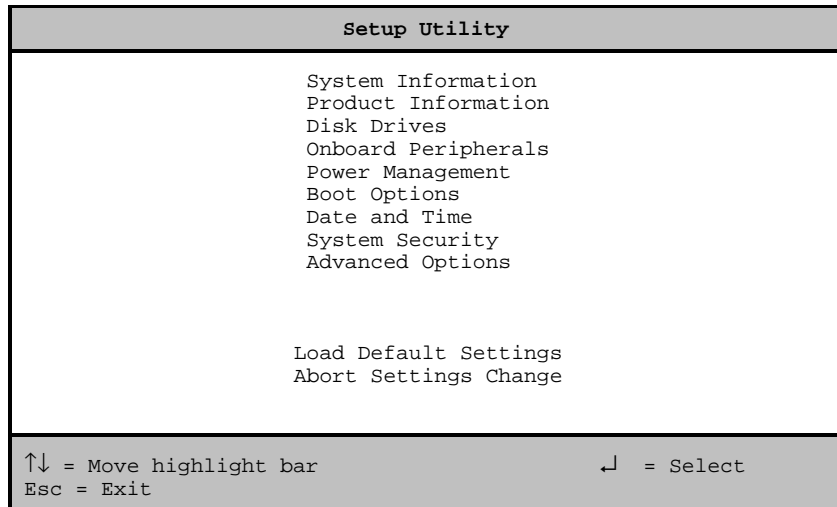 Setup Utility
System Information
Product Information
Disk Drives
Onboard Peripherals
Power Management
Boot Options
Date and Time
System Security
Advanced Options
Load Default Settings
Abort Settings Change
↑↓ = Move highlight bar ↵ = Select
Esc = Exit